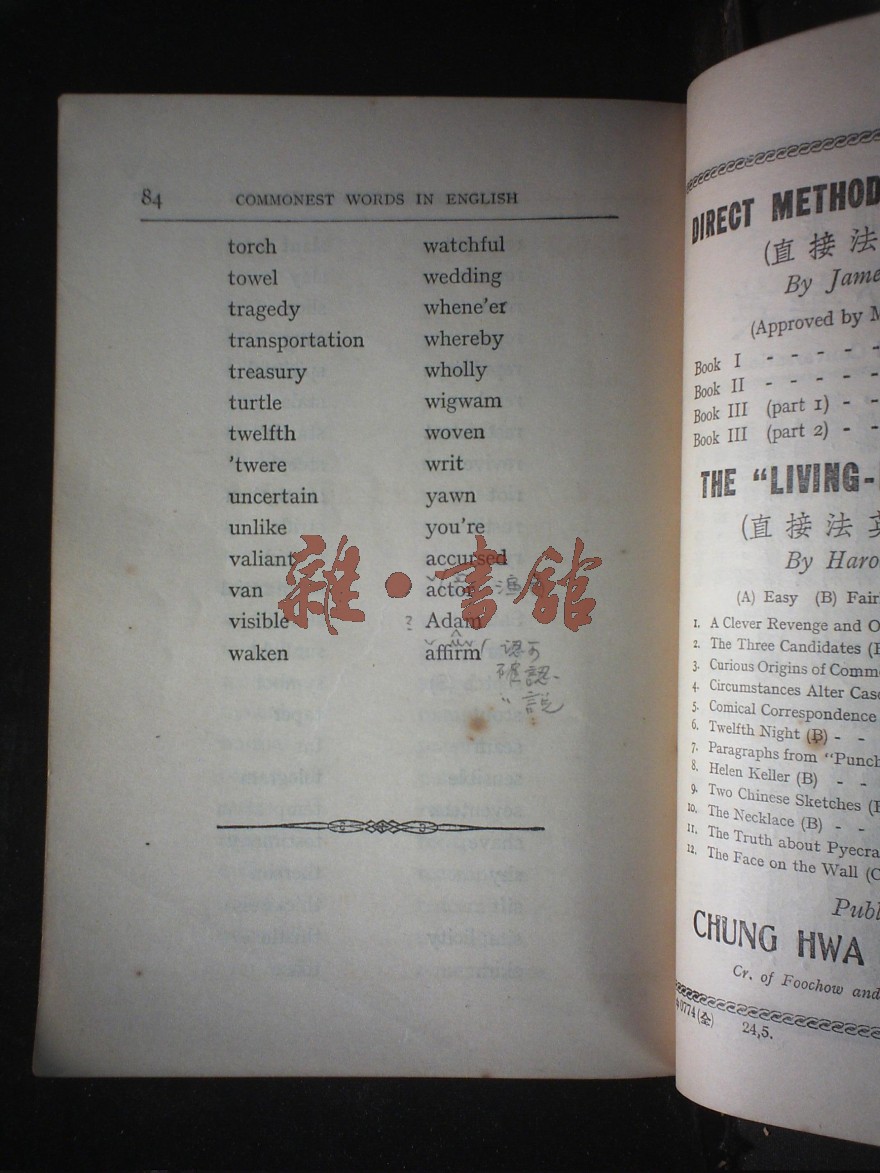 84 COMMONEST WORDS IN ENGLISH
torch
towel
tragedy
transportation
treasury
turtle
twelfth
'twere
uncertain
unlike
valiant
van
visible
waken
watchful
wedding
whene'er
whereby
wholly
wigwam
woven
writ
yawn
you're
accursed
actor
? Adam
affirm
認可
確認
〃 説
雜·書館
DIRECT METHOD
(直接法
By Jame
(Approved by M
Book I - - - - -
Book II - - - - -
Book III (part 1) - -
Book III (part 2) - -
THE "LIVING-
(直接法英
By Haro
(A) Easy (B) Fair
1. A Clever Revenge and O
2. The Three Candidates (
3. Curious Origins of Comm
4. Circumstances Alter Cas
5. Comical Correspondence
6. Twelfth Night (B) - -
7. Paragraphs from "Punch
8. Helen Keller (B) - -
9. Two Chinese Sketches (
10. The Necklace (B) - -
11. The Truth about Pyecra
12. The Face on the Wall (C
Publ
CHUNG HWA
Cr. of Foochow and
0774(全)
24,5.